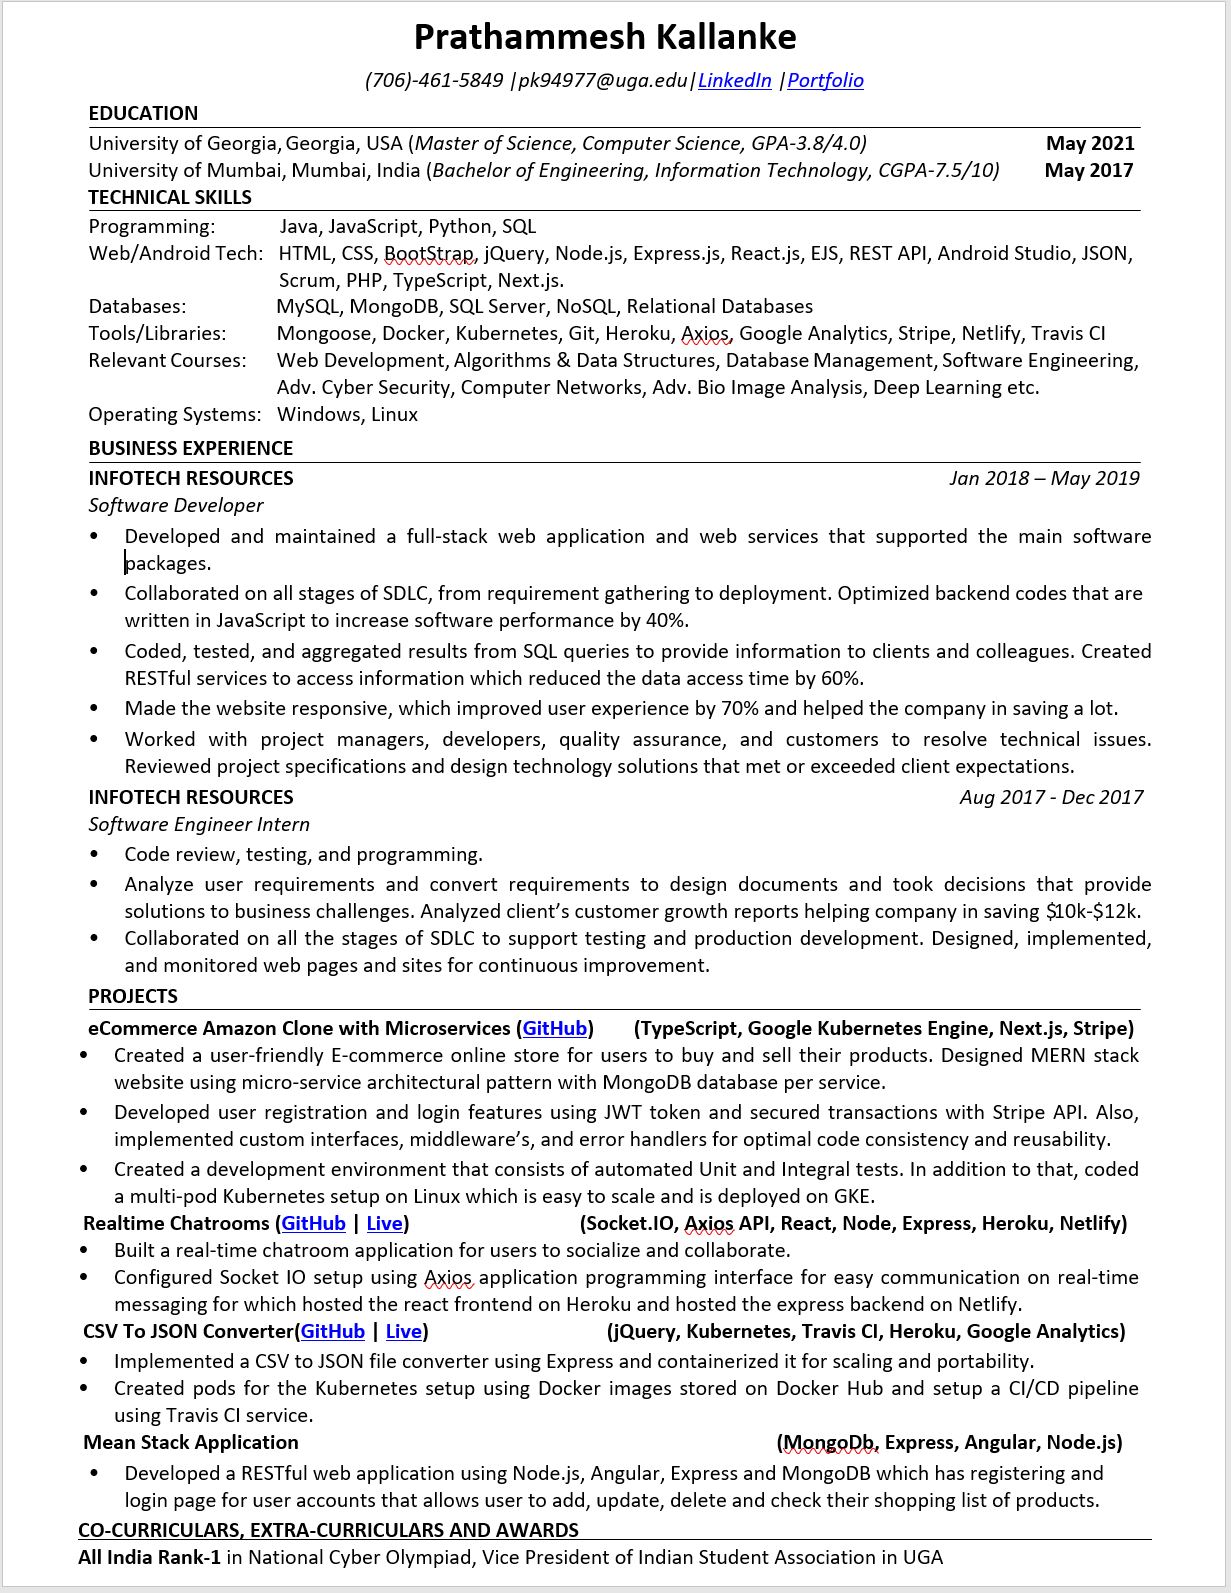 Prathammesh Kallanke
(706)-461-5849 |pk94977@uga.edu|LinkedIn |Portfolio
EDUCATION
University of Georgia, Georgia, USA (Master of Science, Computer Science, GPA-3.8/4.0) May 2021
University of Mumbai, Mumbai, India (Bachelor of Engineering, Information Technology, CGPA-7.5/10) May 2017
TECHNICAL SKILLS
Programming: Java, JavaScript, Python, SQL
Web/Android Tech: HTML, CSS, BootStrap, jQuery, Node.js, Express.js, React.js, EJS, REST API, Android Studio, JSON,
Scrum, PHP, TypeScript, Next.js.
Databases: MySQL, MongoDB, SQL Server, NoSQL, Relational Databases
Tools/Libraries: Mongoose, Docker, Kubernetes, Git, Heroku, Axios, Google Analytics, Stripe, Netlify, Travis CI
Relevant Courses: Web Development, Algorithms & Data Structures, Database Management, Software Engineering,
Adv. Cyber Security, Computer Networks, Adv. Bio Image Analysis, Deep Learning etc.
Operating Systems: Windows, Linux
BUSINESS EXPERIENCE
INFOTECH RESOURCES Jan 2018 – May 2019
Software Developer
• Developed and maintained a full-stack web application and web services that supported the main software
packages.
• Collaborated on all stages of SDLC, from requirement gathering to deployment. Optimized backend codes that are
written in JavaScript to increase software performance by 40%.
• Coded, tested, and aggregated results from SQL queries to provide information to clients and colleagues. Created
RESTful services to access information which reduced the data access time by 60%.
• Made the website responsive, which improved user experience by 70% and helped the company in saving a lot.
• Worked with project managers, developers, quality assurance, and customers to resolve technical issues.
Reviewed project specifications and design technology solutions that met or exceeded client expectations.
INFOTECH RESOURCES Aug 2017 - Dec 2017
Software Engineer Intern
• Code review, testing, and programming.
• Analyze user requirements and convert requirements to design documents and took decisions that provide
solutions to business challenges. Analyzed client’s customer growth reports helping company in saving $10k-$12k.
• Collaborated on all the stages of SDLC to support testing and production development. Designed, implemented,
and monitored web pages and sites for continuous improvement.
PROJECTS
eCommerce Amazon Clone with Microservices (GitHub) (TypeScript, Google Kubernetes Engine, Next.js, Stripe)
• Created a user-friendly E-commerce online store for users to buy and sell their products. Designed MERN stack
website using micro-service architectural pattern with MongoDB database per service.
• Developed user registration and login features using JWT token and secured transactions with Stripe API. Also,
implemented custom interfaces, middleware’s, and error handlers for optimal code consistency and reusability.
• Created a development environment that consists of automated Unit and Integral tests. In addition to that, coded
a multi-pod Kubernetes setup on Linux which is easy to scale and is deployed on GKE.
Realtime Chatrooms (GitHub | Live) (Socket.IO, Axios API, React, Node, Express, Heroku, Netlify)
• Built a real-time chatroom application for users to socialize and collaborate.
• Configured Socket IO setup using Axios application programming interface for easy communication on real-time
messaging for which hosted the react frontend on Heroku and hosted the express backend on Netlify.
CSV To JSON Converter(GitHub | Live) (jQuery, Kubernetes, Travis CI, Heroku, Google Analytics)
• Implemented a CSV to JSON file converter using Express and containerized it for scaling and portability.
• Created pods for the Kubernetes setup using Docker images stored on Docker Hub and setup a CI/CD pipeline
using Travis CI service.
Mean Stack Application (MongoDb, Express, Angular, Node.js)
• Developed a RESTful web application using Node.js, Angular, Express and MongoDB which has registering and
login page for user accounts that allows user to add, update, delete and check their shopping list of products.
CO-CURRICULARS, EXTRA-CURRICULARS AND AWARDS
All India Rank-1 in National Cyber Olympiad, Vice President of Indian Student Association in UGA